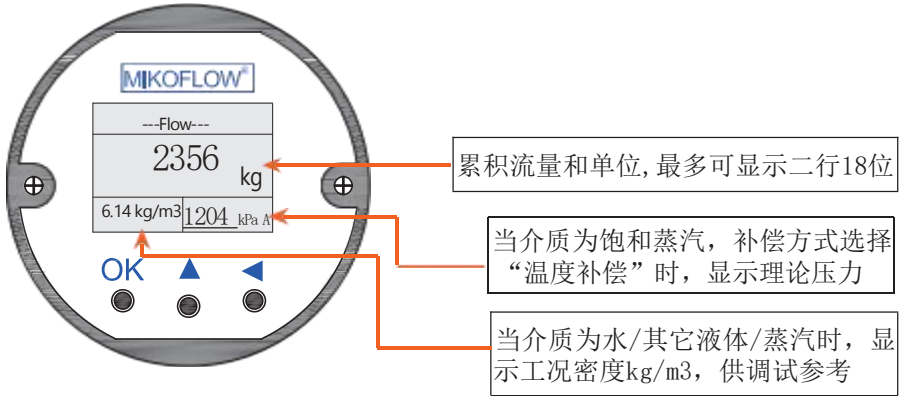 MIKOFLOW®
---Flow---
2356
kg
6.14 kg/m3
1204 kPa A
OK
累积流量和单位,最多可显示二行18位
当介质为饱和蒸汽，补偿方式选择
“温度补偿”时，显示理论压力
当介质为水/其它液体/蒸汽时，显
示工况密度kg/m3，供调试参考